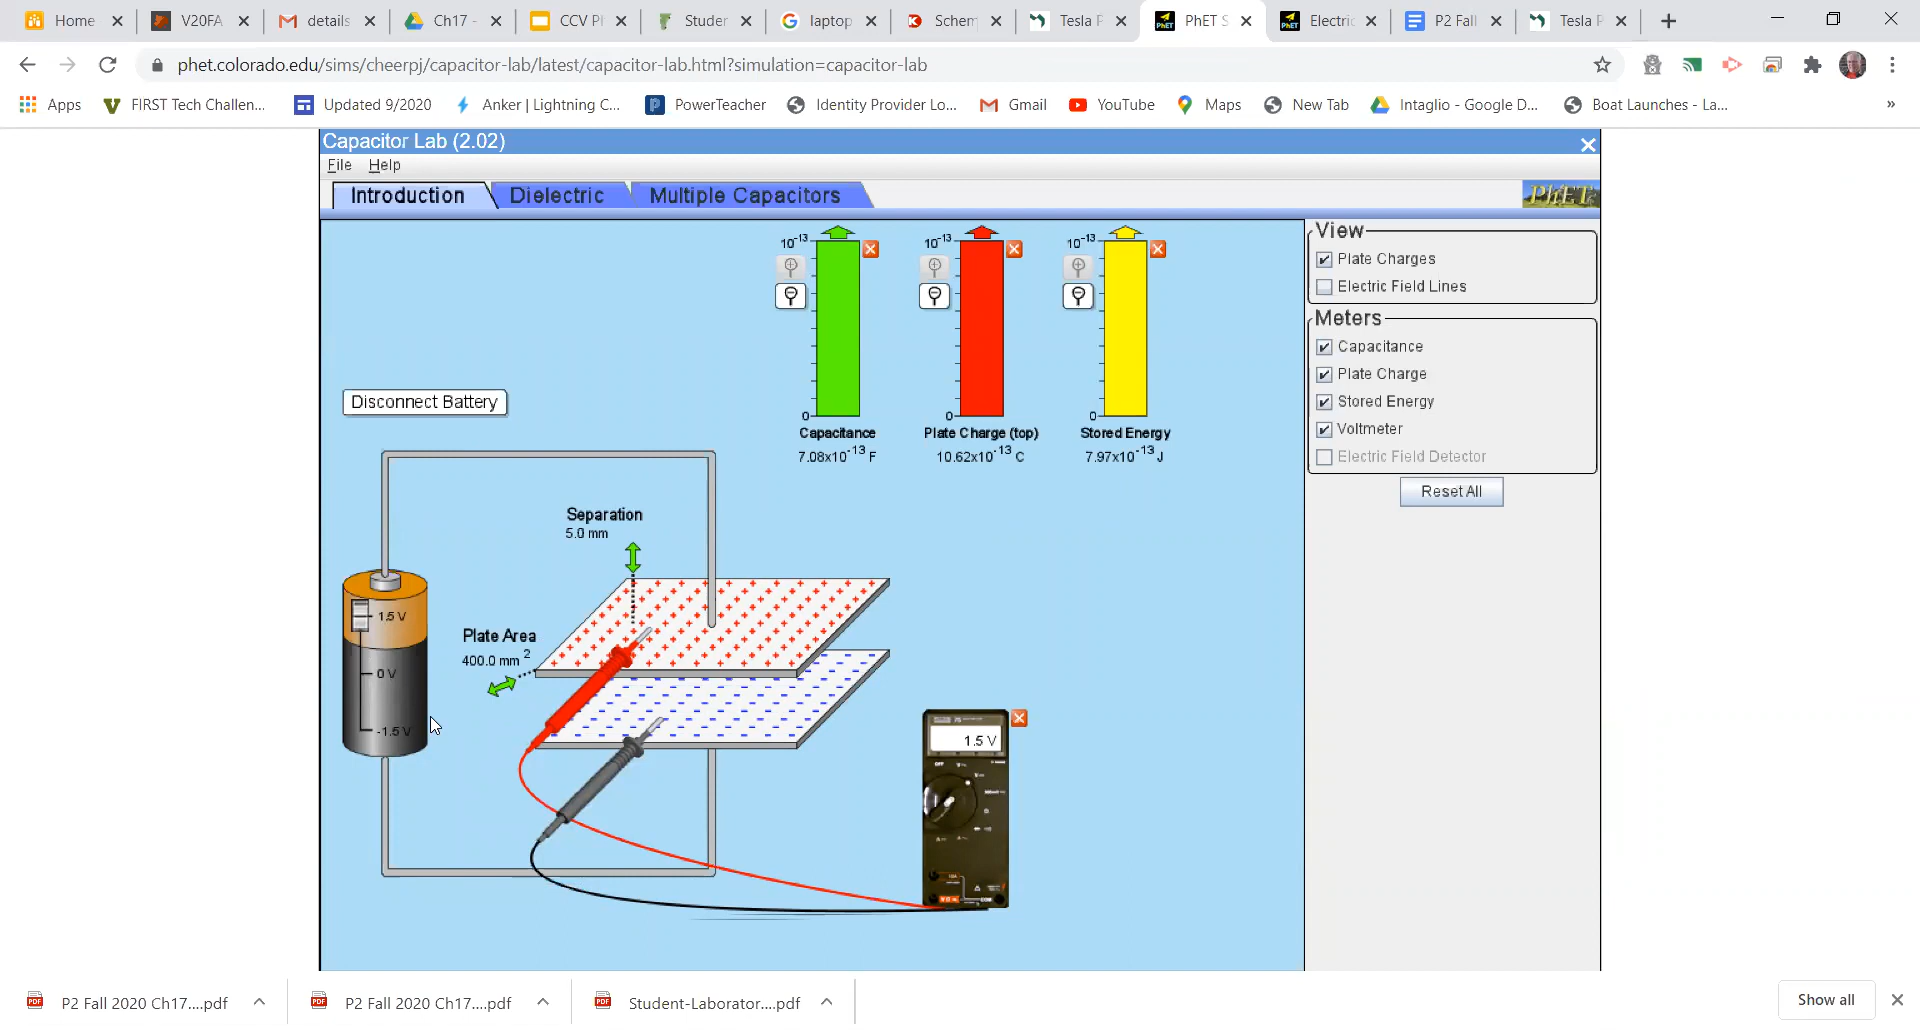 Home
V20FA
details
Ch17 -
CCV Pl
Studer
laptop
Schem
Tesla P
PhET S
Electric
P2 Fall
Tesla P
phet.colorado.edu/sims/cheerpj/capacitor-lab/latest/capacitor-lab.html?simulation=capacitor-lab
Apps
FIRST Tech Challen...
Updated 9/2020
Anker | Lightning C...
PowerTeacher
Identity Provider Lo...
Gmail
YouTube
Maps
New Tab
Intaglio - Google D...
Boat Launches - La...
»
Capacitor Lab (2.02)
File Help
Introduction
Dielectric
Multiple Capacitors
PhET
10⁻¹³
0
Capacitance
7.08x10⁻¹³ F
10⁻¹³
0
Plate Charge (top)
10.62x10⁻¹³ C
10⁻¹³
0
Stored Energy
7.97x10⁻¹³ J
View
Plate Charges
Electric Field Lines
Meters
Capacitance
Plate Charge
Stored Energy
Voltmeter
Electric Field Detector
Reset All
Disconnect Battery
Separation
5.0 mm
1.5 V
0 V
-1.5 V
Plate Area
400.0 mm²
1.5 V
OFF
COM
P2 Fall 2020 Ch17....pdf
P2 Fall 2020 Ch17....pdf
Student-Laborator....pdf
Show all